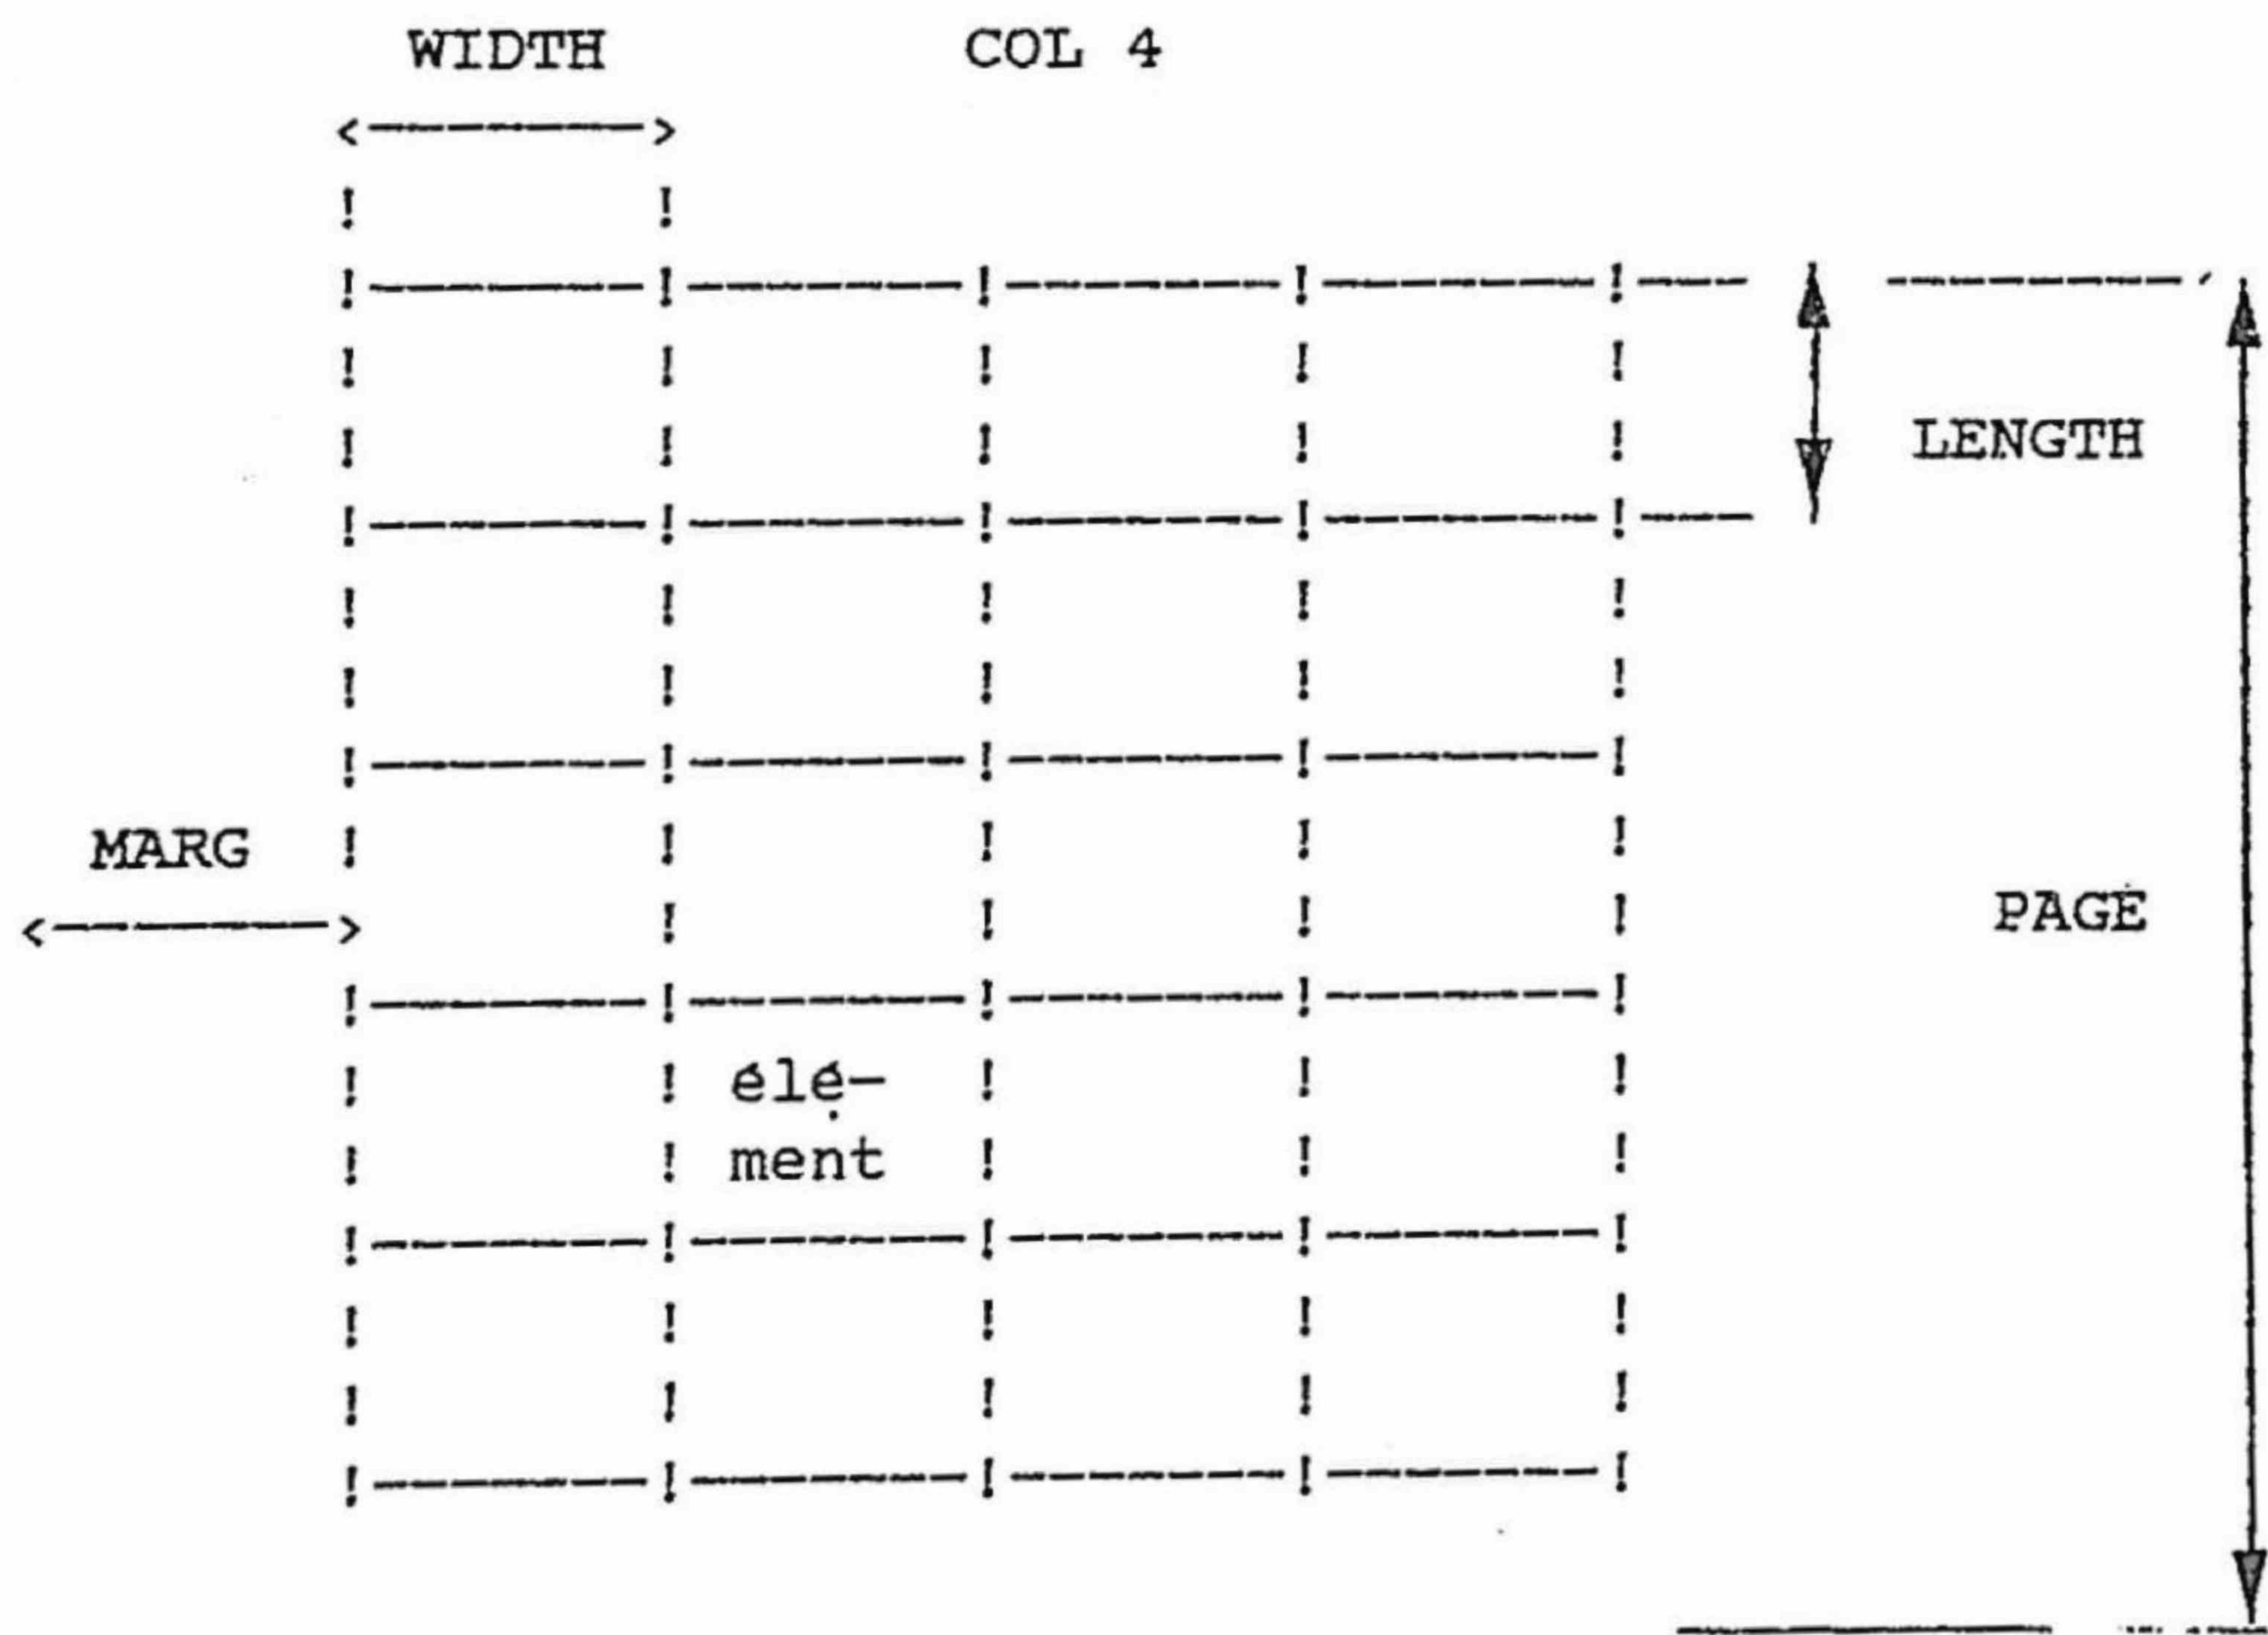 WIDTH COL 4
LENGTH
MARG
PAGE
élé-
ment